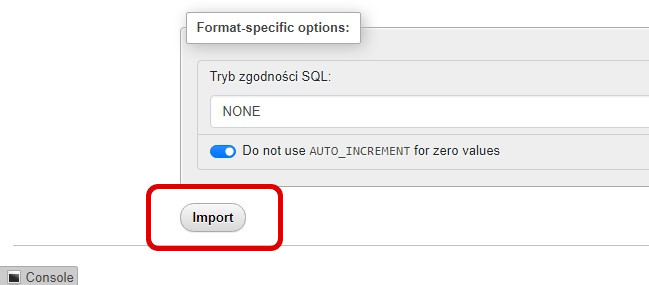 Format-specific options:
Tryb zgodności SQL:
NONE
Do not use AUTO_INCREMENT for zero values
Import
Console